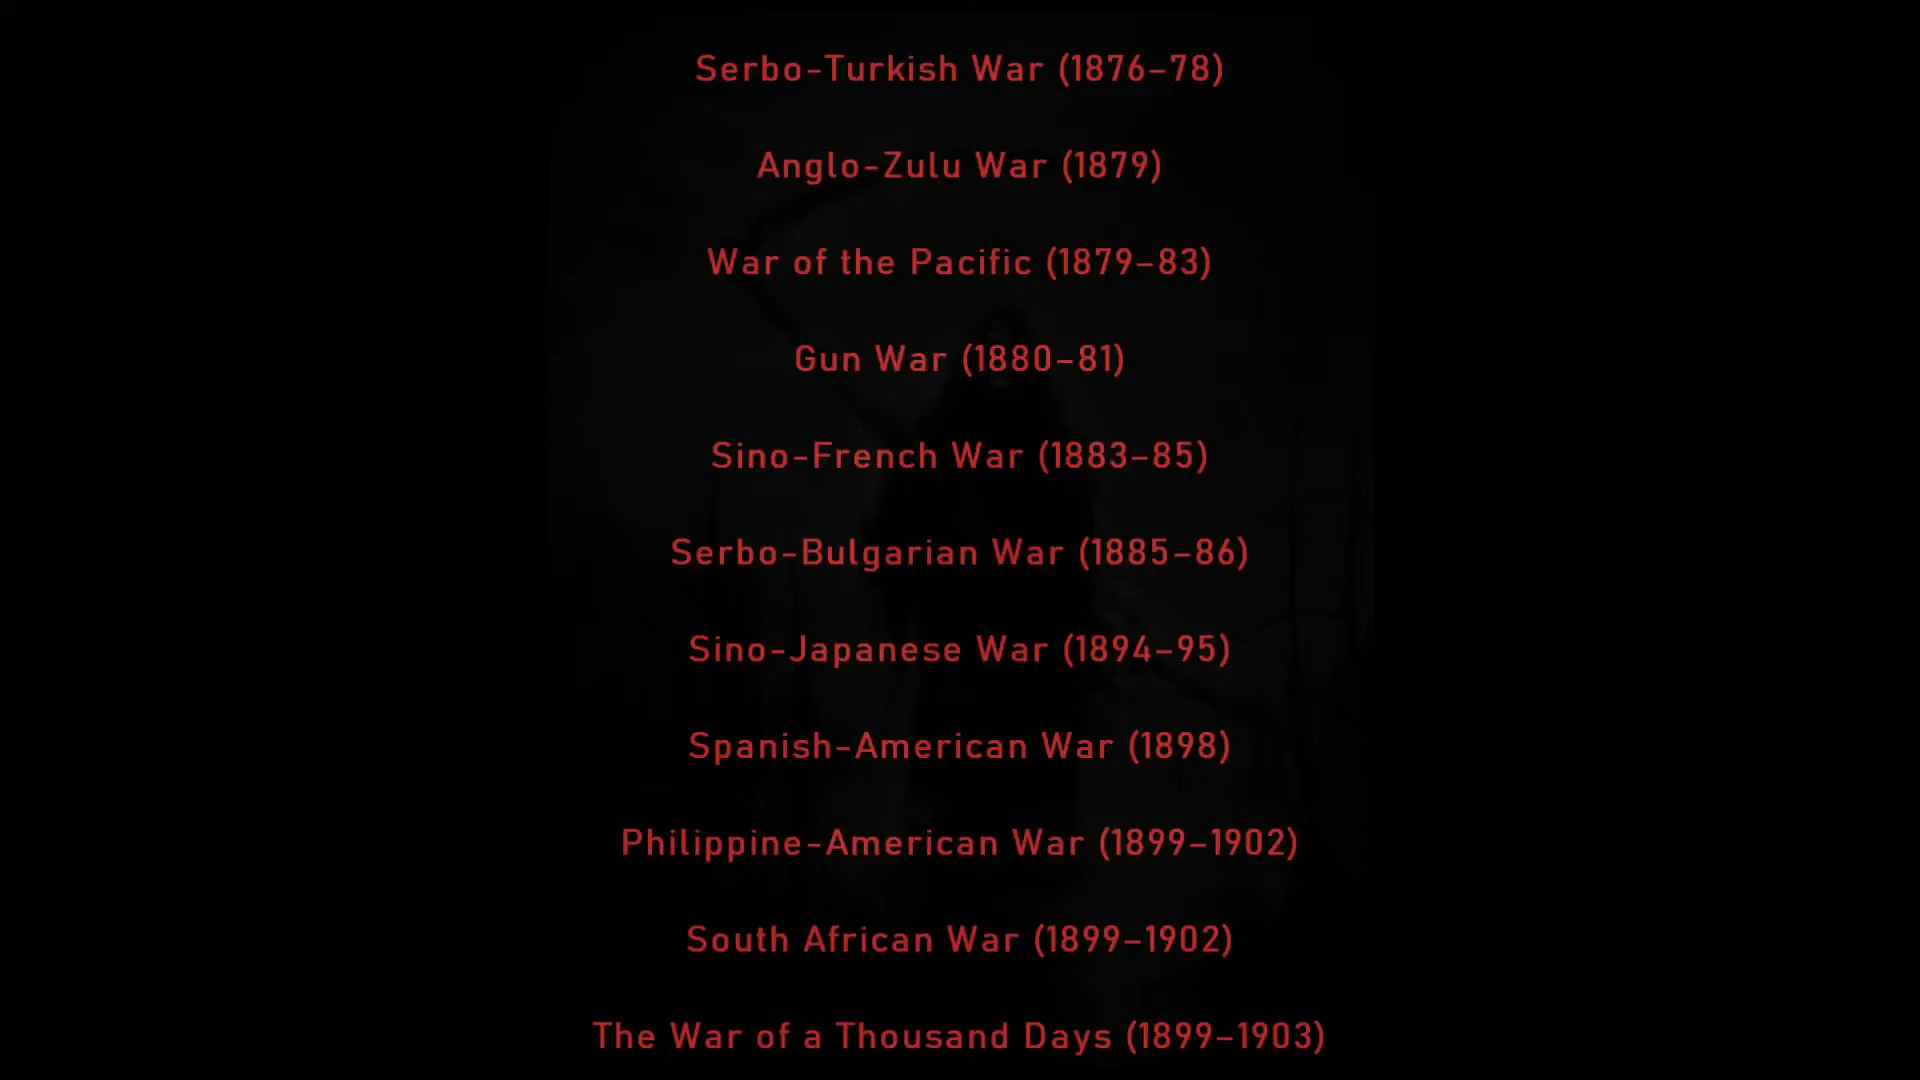 Serbo-Turkish War (1876–78)
Anglo-Zulu War (1879)
War of the Pacific (1879–83)
Gun War (1880–81)
Sino-French War (1883–85)
Serbo-Bulgarian War (1885–86)
Sino-Japanese War (1894–95)
Spanish-American War (1898)
Philippine-American War (1899–1902)
South African War (1899–1902)
The War of a Thousand Days (1899–1903)